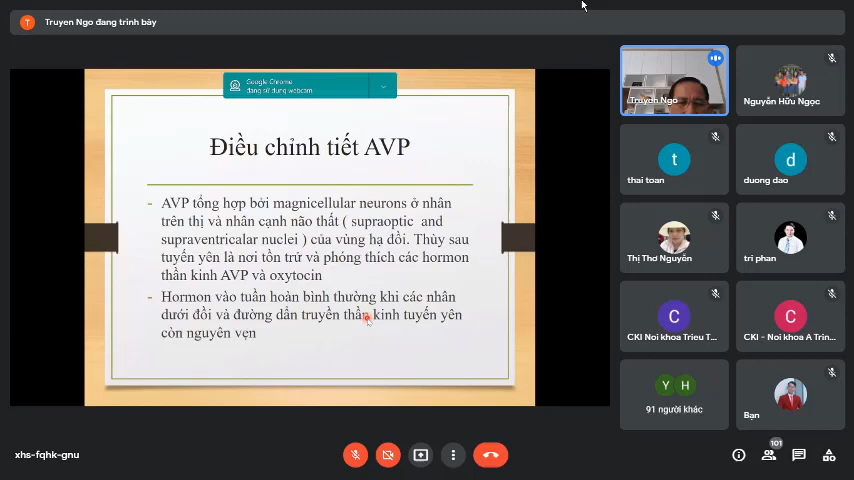 Truyen Ngo đang trình bày
Google Chrome
đang sử dụng webcam
Điều chỉnh tiết AVP
- AVP tổng hợp bởi magnicellular neurons ở nhân
trên thị và nhân cạnh não thất ( supraoptic and
supraventricalar nuclei ) của vùng hạ đồi. Thùy sau
tuyến yên là nơi tồn trử và phóng thích các hormon
thần kinh AVP và oxytocin
- Hormon vào tuần hoàn bình thường khi các nhân
dưới đồi và đường dẩn truyền thần kinh tuyến yên
còn nguyên vẹn
Truyen Ngo
Nguyễn Hữu Ngọc
t
thai toan
d
duong dao
Thị Thơ Nguyễn
tri phan
C
CKI Noi khoa Trieu T...
C
CKI - Noi khoa A Trin...
Y H
91 người khác
Bạn
xhs-fqhk-gnu
101